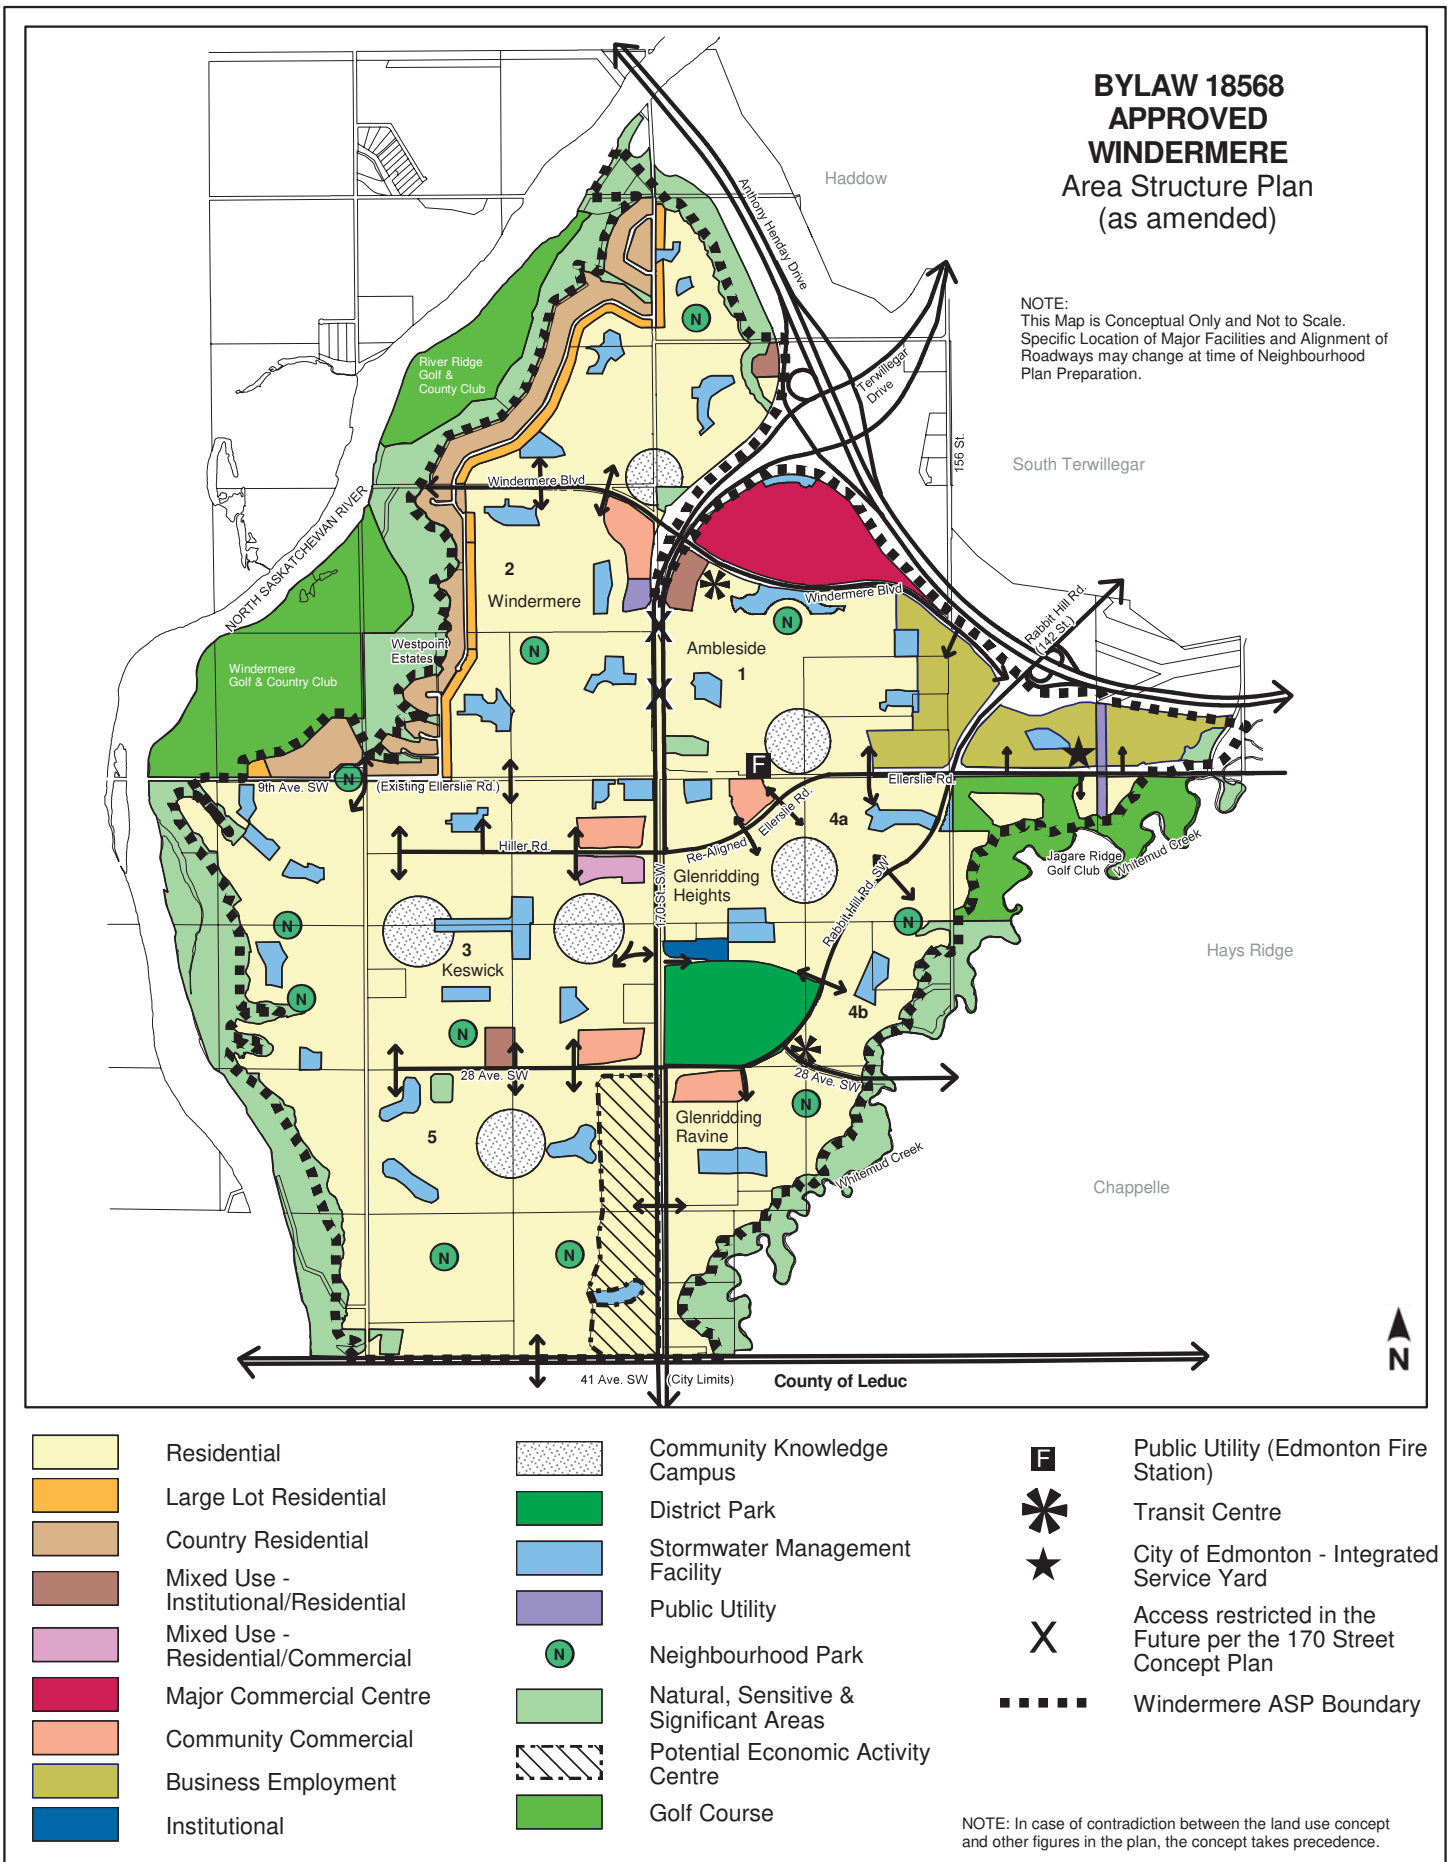 BYLAW 18568
APPROVED
WINDERMERE
Area Structure Plan
(as amended)
NOTE:
This Map is Conceptual Only and Not to Scale.
Specific Location of Major Facilities and Alignment of
Roadways may change at time of Neighbourhood
Plan Preparation.
Haddow
Anthony Henday Drive
Terwillegar
Drive
156 St.
South Terwillegar
River Ridge
Golf &
County Club
N
Windermere Blvd
NORTH SASKATCHEWAN RIVER
2
Windermere
Windermere Blvd
Rabbit Hill Rd.
(142 St.)
Westpoint
Estates
N
N
Ambleside
1
X
X
Windermere
Golf & Country Club
N
9th Ave. SW
(Existing Ellerslie Rd.)
F
Ellerslie Rd.
Hiller Rd.
Re-Aligned
Ellerslie Rd.
4a
Jagare Ridge
Golf Club
Whitemud Creek
Glenridding
Heights
170 St. SW
Rabbit Hill Rd. SW
N
N
3
Keswick
Hays Ridge
N
N
4b
28 Ave. SW
28 Ave. SW
N
Glenridding
Ravine
5
Whitemud Creek
Chappelle
N
N
41 Ave. SW
(City Limits)
County of Leduc
N
Residential
Large Lot Residential
Country Residential
Mixed Use -
Institutional/Residential
Mixed Use -
Residential/Commercial
Major Commercial Centre
Community Commercial
Business Employment
Institutional
Community Knowledge
Campus
District Park
Stormwater Management
Facility
Public Utility
N
Neighbourhood Park
Natural, Sensitive &
Significant Areas
Potential Economic Activity
Centre
Golf Course
F
Public Utility (Edmonton Fire
Station)
Transit Centre
City of Edmonton - Integrated
Service Yard
X
Access restricted in the
Future per the 170 Street
Concept Plan
Windermere ASP Boundary
NOTE: In case of contradiction between the land use concept
and other figures in the plan, the concept takes precedence.